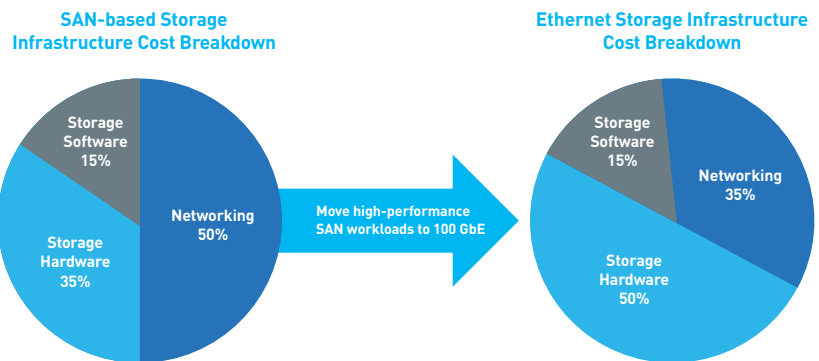 SAN-based Storage
Infrastructure Cost Breakdown
Storage
Software
15%
Networking
50%
Storage
Hardware
35%
Move high-performance
SAN workloads to 100 GbE
Ethernet Storage Infrastructure
Cost Breakdown
Storage
Software
15%
Networking
35%
Storage
Hardware
50%